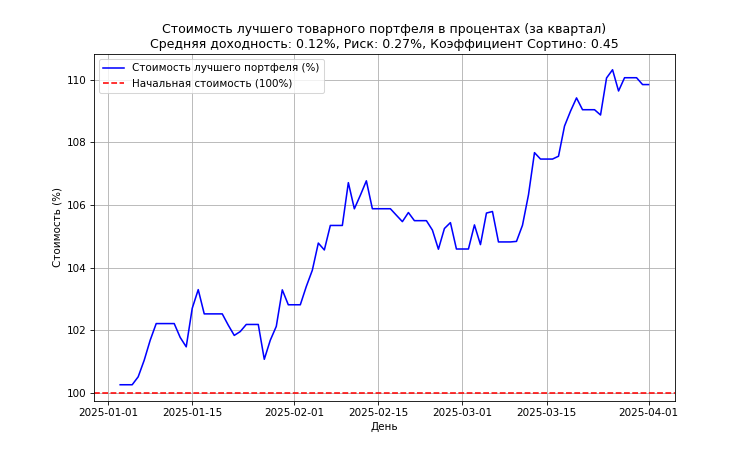 Стоимость лучшего товарного портфеля в процентах (за квартал)
Средняя доходность: 0.12%, Риск: 0.27%, Коэффициент Сортино: 0.45
Стоимость лучшего портфеля (%)
Начальная стоимость (100%)
Стоимость (%)
110
108
106
104
102
100
2025-01-01
2025-01-15
2025-02-01
2025-02-15
2025-03-01
2025-03-15
2025-04-01
День